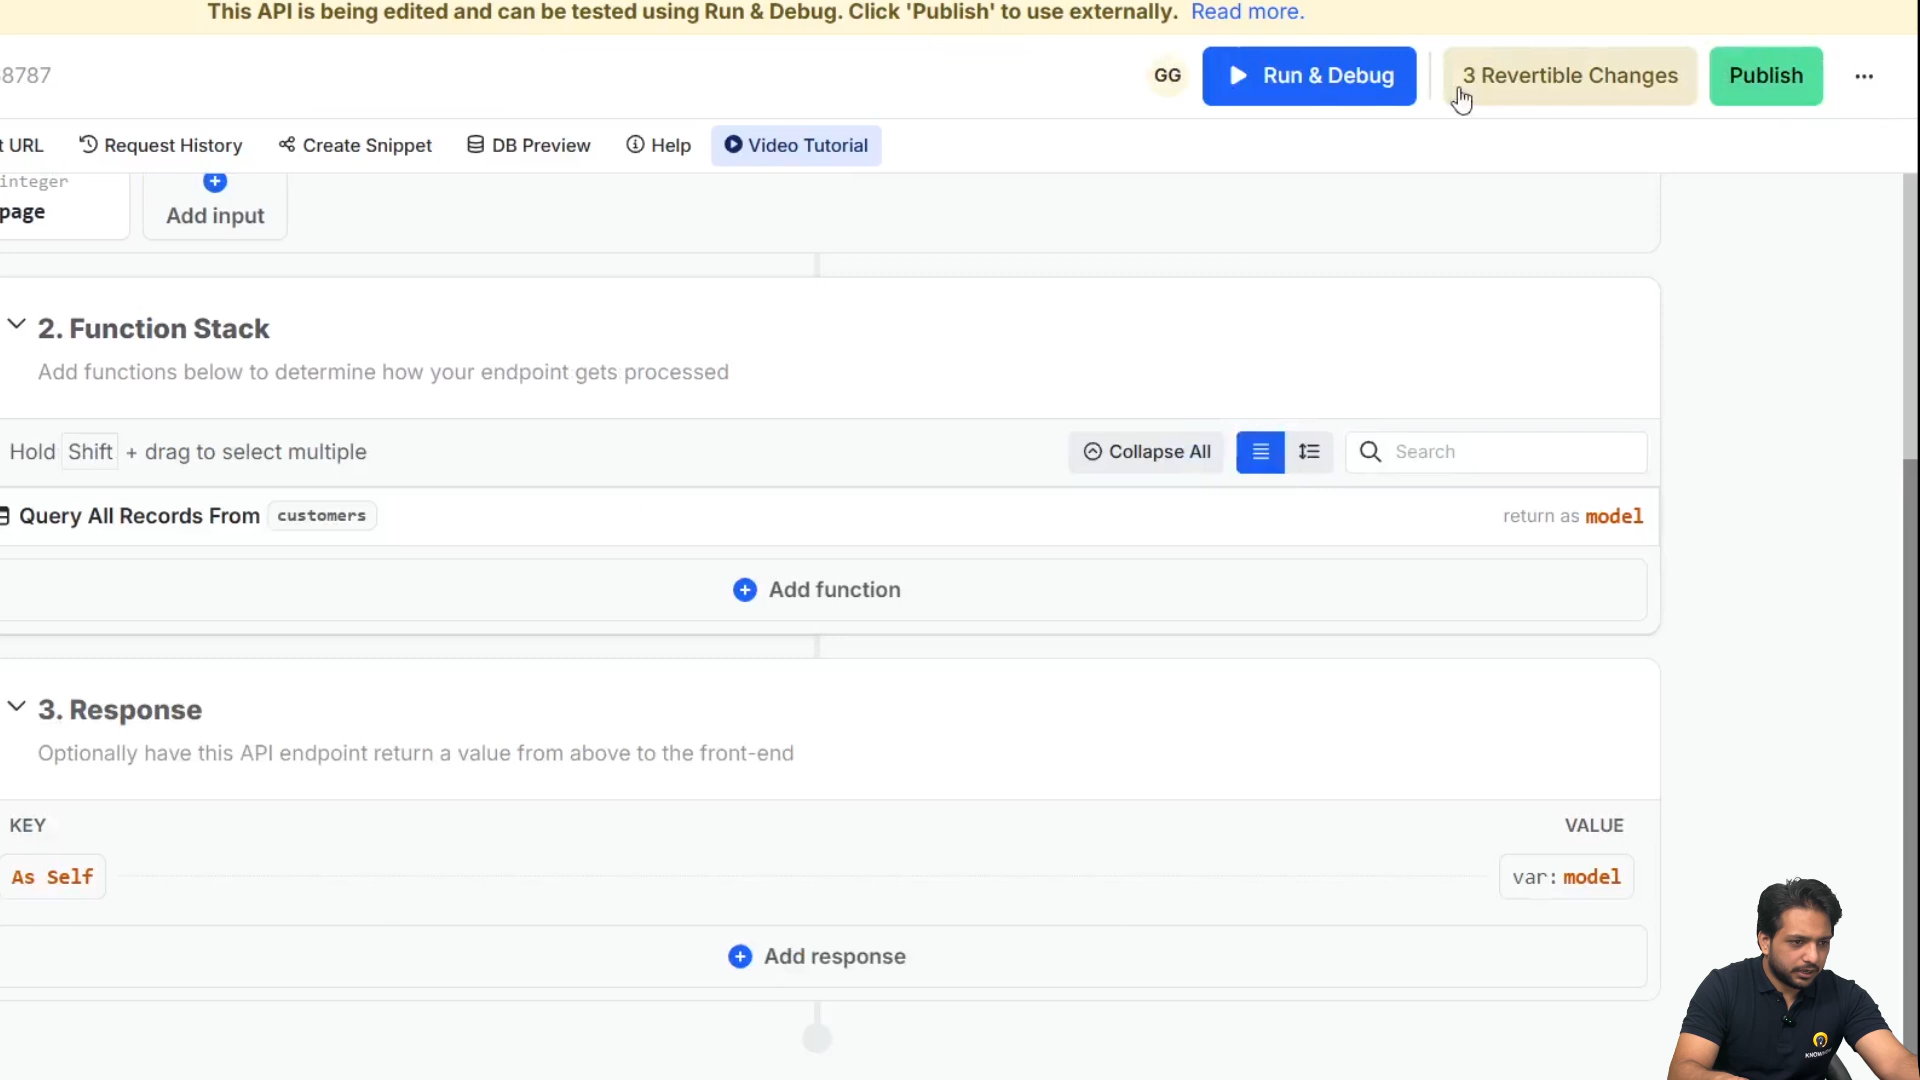 This API is being edited and can be tested using Run & Debug. Click 'Publish' to use externally. Read more.
8787
GG
Run & Debug
3 Revertible Changes
Publish
t URL
Request History
Create Snippet
DB Preview
Help
Video Tutorial
integer
page
Add input
2. Function Stack
Add functions below to determine how your endpoint gets processed
Hold Shift + drag to select multiple
Collapse All
Search
Query All Records From customers
return as model
Add function
3. Response
Optionally have this API endpoint return a value from above to the front-end
KEY
VALUE
As Self
var: model
Add response